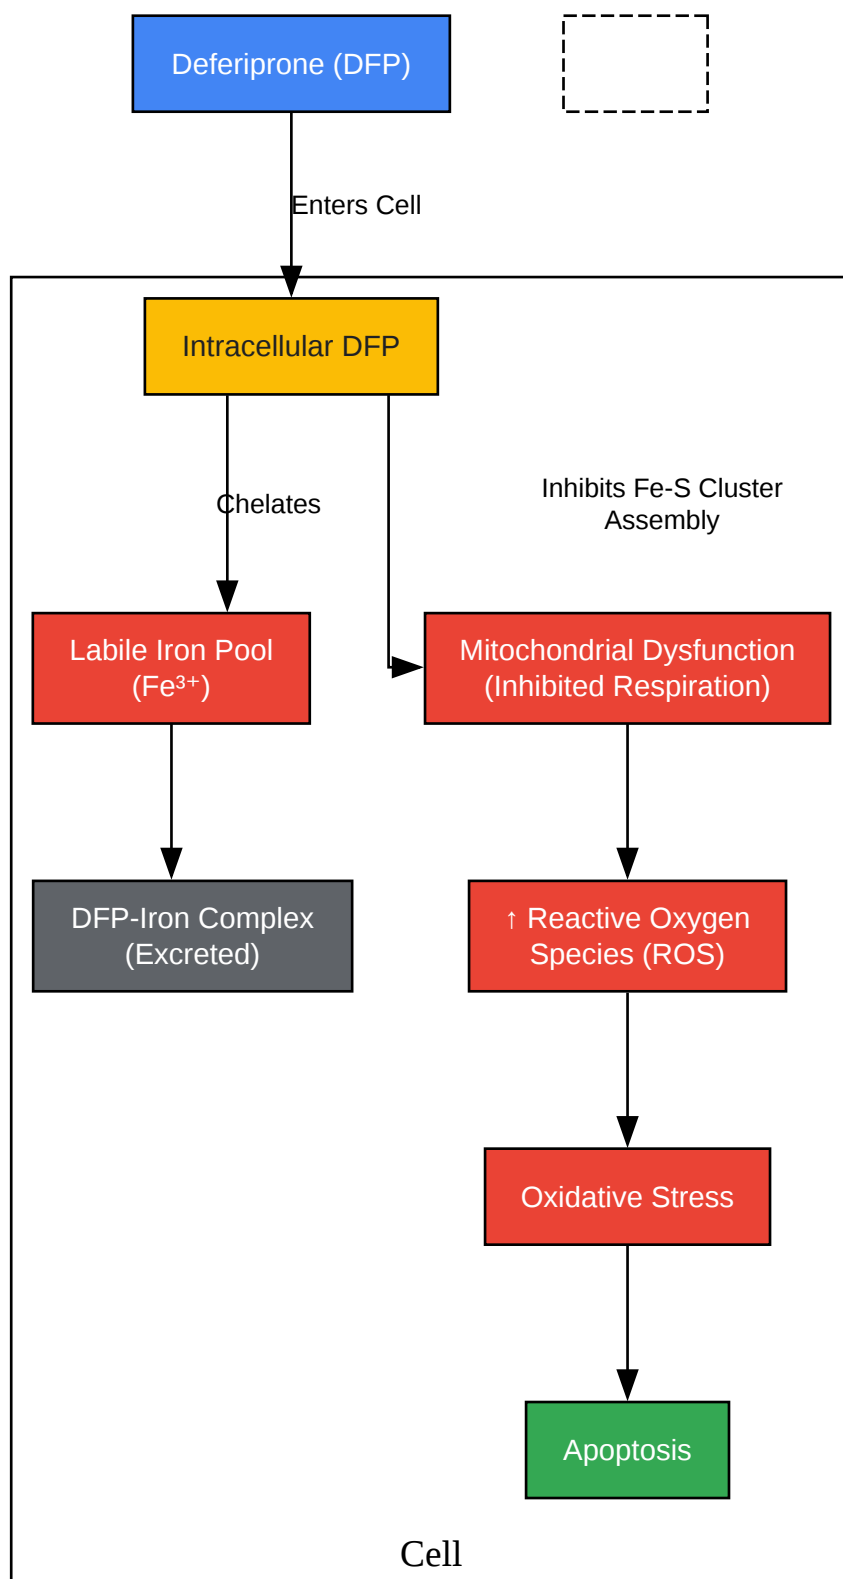 Deferiprone (DFP)
Enters Cell
Intracellular DFP
Chelates
Inhibits Fe-S Cluster
Assembly
Labile Iron Pool
(Fe³⁺)
Mitochondrial Dysfunction
(Inhibited Respiration)
DFP-Iron Complex
(Excreted)
↑ Reactive Oxygen
Species (ROS)
Oxidative Stress
Apoptosis
Cell